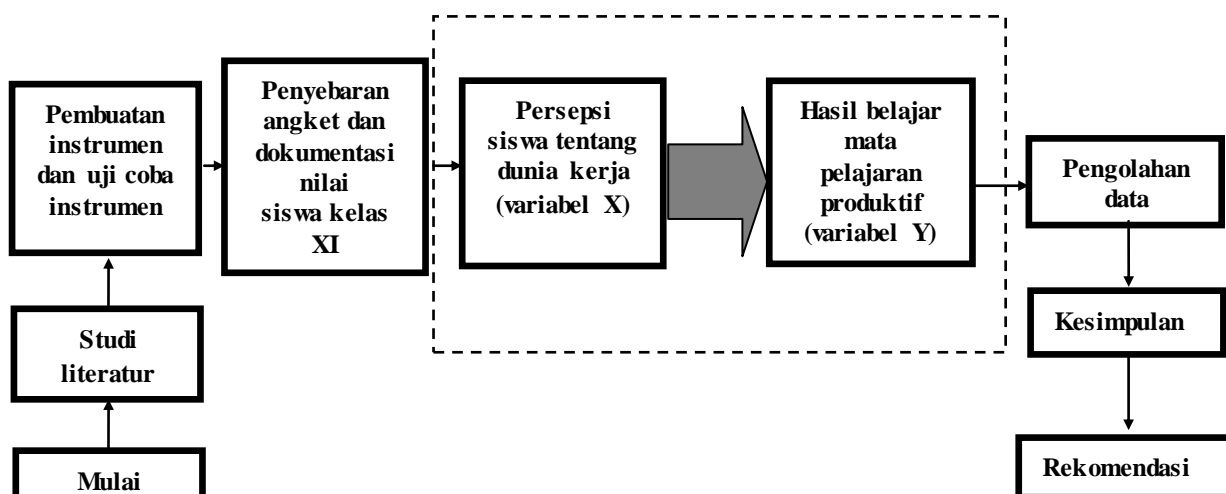 Mulai
Studi
literatur
Pembuatan
instrumen
dan uji coba
instrumen
Penyebaran
angket dan
dokumentasi
nilai
siswa kelas
XI
Persepsi
siswa tentang
dunia kerja
(variabel X)
Hasil belajar
mata
pelajaran
produktif
(variabel Y)
Pengolahan
data
Kesimpulan
Rekomendasi